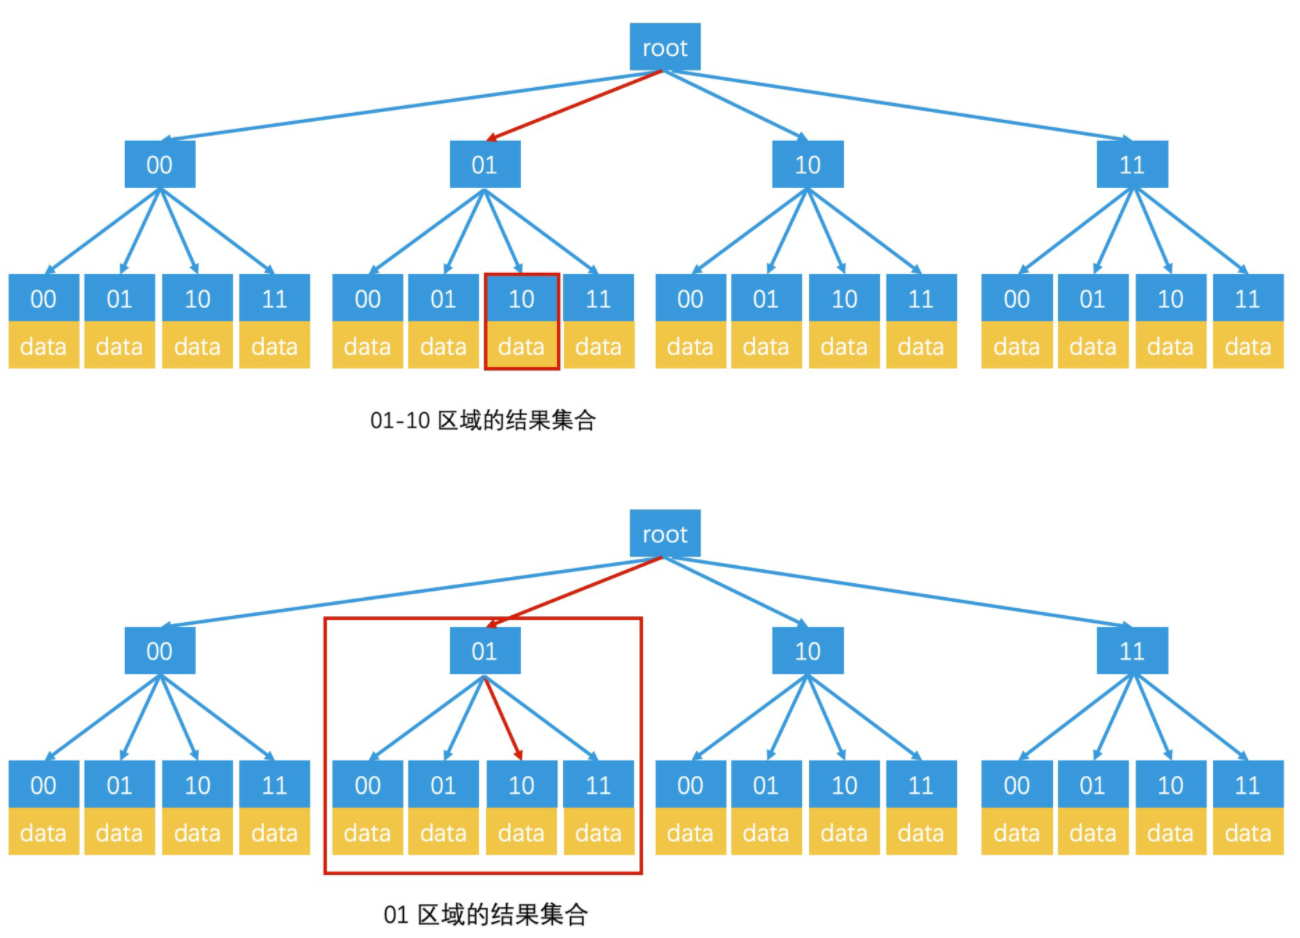 root
00 01 10 11
00 01 10 11 00 01 10 11 00 01 10 11 00 01 10 11
data data data data data data data data data data data data data data data data
01-10 区域的结果集合
root
00 01 10 11
00 01 10 11 00 01 10 11 00 01 10 11 00 01 10 11
data data data data data data data data data data data data data data data data
01 区域的结果集合